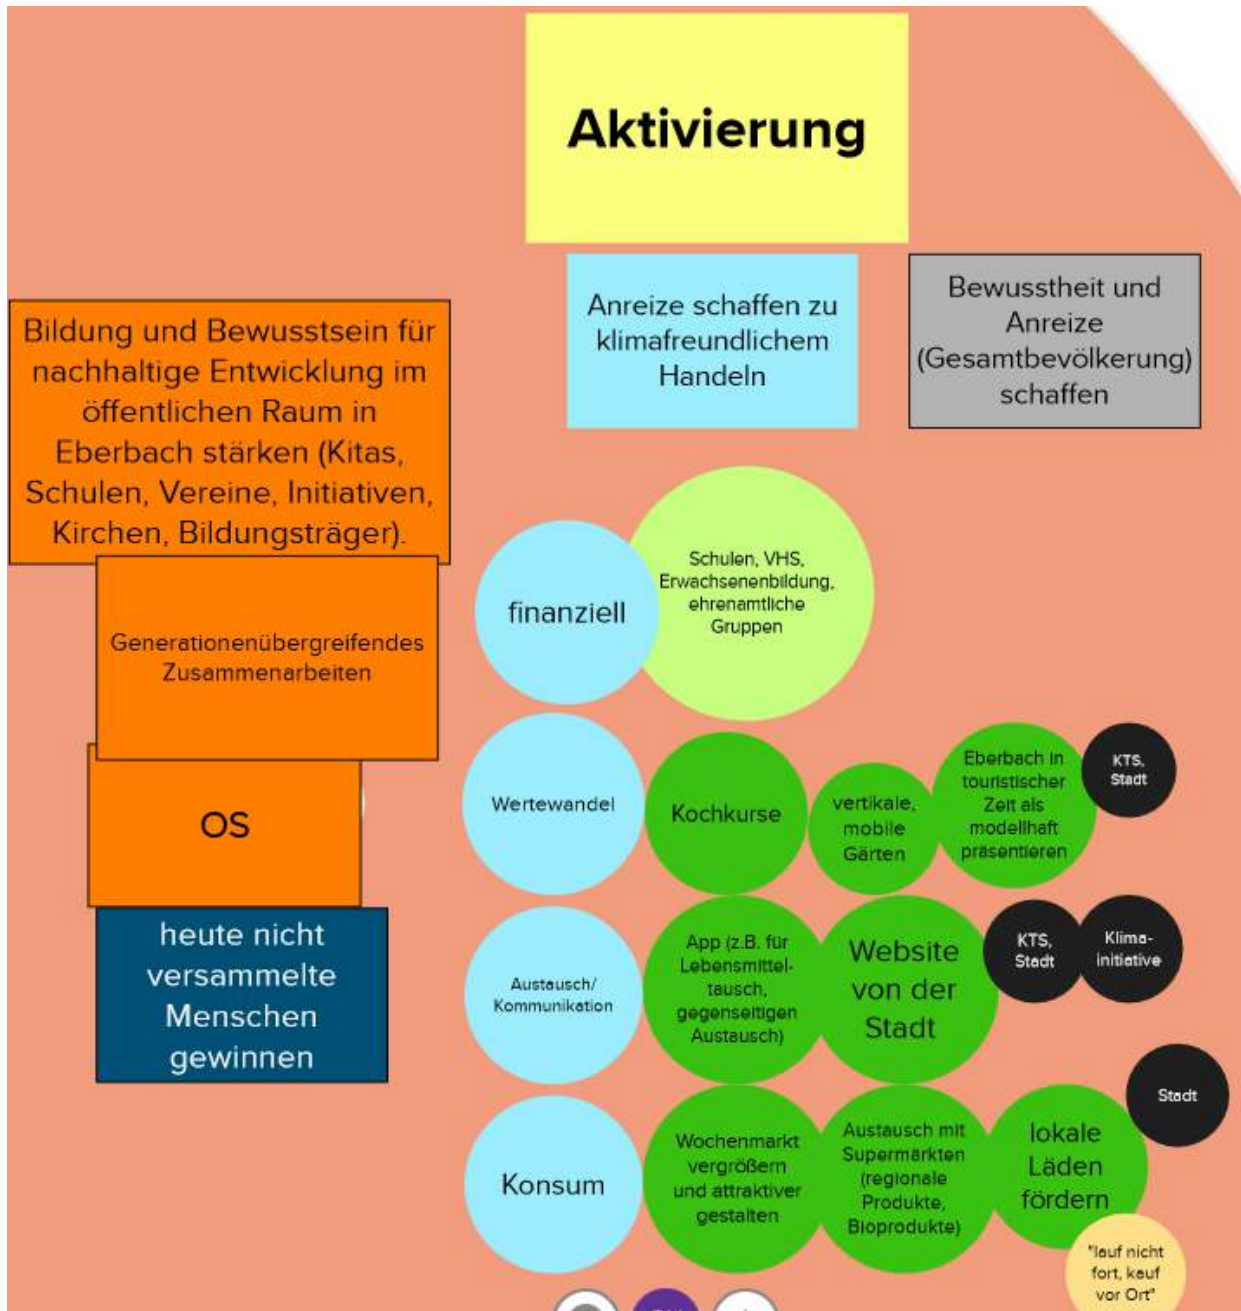 Aktivierung
Anreize schaffen zu
klimafreundlichem
Handeln
Bewusstheit und
Anreize
(Gesamtbevölkerung)
schaffen
Bildung und Bewusstsein für
nachhaltige Entwicklung im
öffentlichen Raum in
Eberbach stärken (Kitas,
Schulen, Vereine, Initiativen,
Kirchen, Bildungsträger).
Generationenübergreifendes
Zusammenarbeiten
OS
heute nicht
versammelte
Menschen
gewinnen
finanziell
Schulen, VHS,
Erwachsenenbildung,
ehrenamtliche
Gruppen
Wertewandel
Kochkurse
vertikale,
mobile
Gärten
Eberbach in
touristischer
Zeit als
modellhaft
präsentieren
KTS,
Stadt
Austausch/
Kommunikation
App (z.B. für
Lebensmittel-
tausch,
gegenseitigen
Austausch)
Website
von der
Stadt
KTS,
Stadt
Klima-
initiative
Konsum
Wochenmarkt
vergrößern
und attraktiver
gestalten
Austausch mit
Supermärkten
(regionale
Produkte,
Bioprodukte)
lokale
Läden
fördern
Stadt
"lauf nicht
fort, kauf
vor Ort"